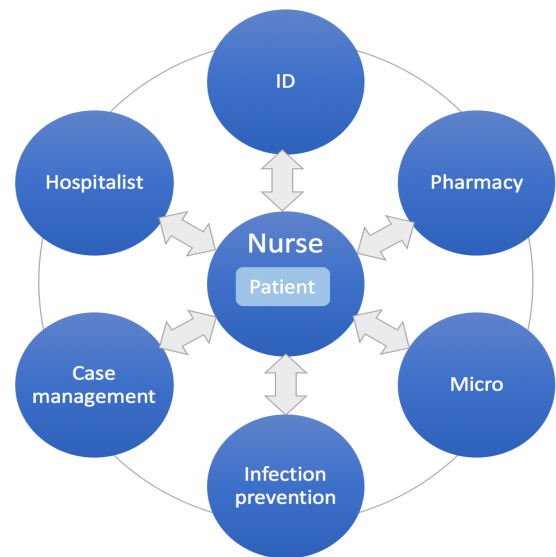 ID
Hospitalist
Pharmacy
Nurse
Patient
Case
management
Micro
Infection
prevention